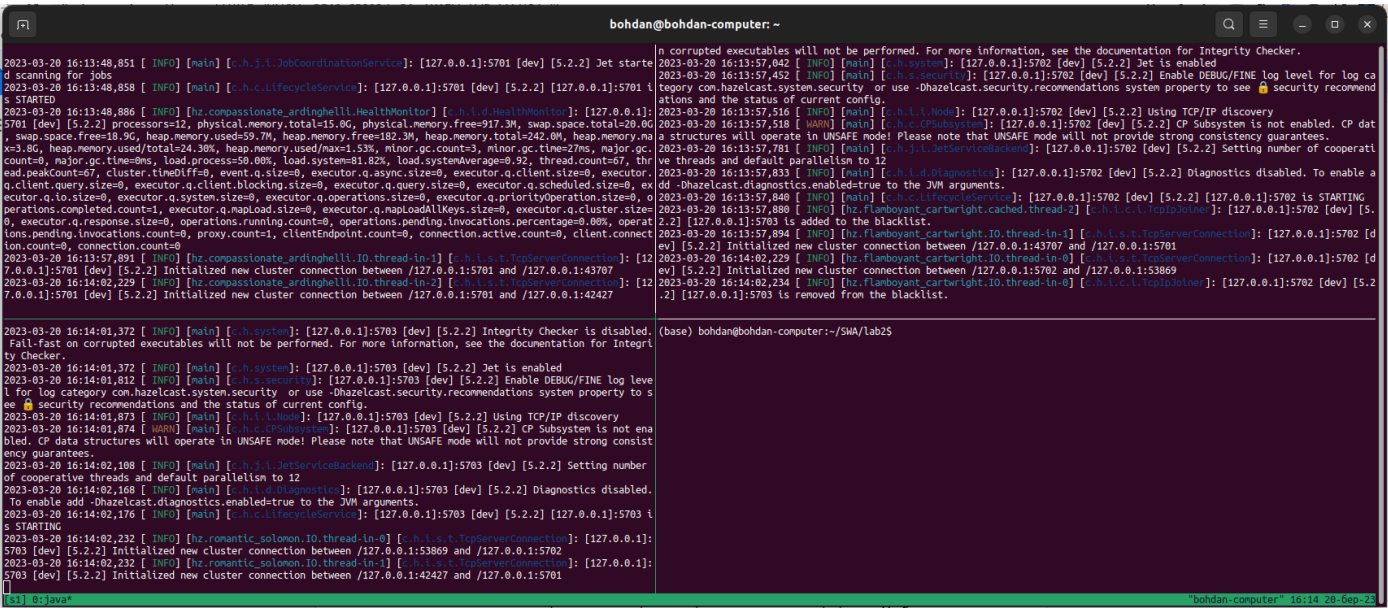 bohdan@bohdan-computer: ~
2023-03-20 16:13:48,851 [ INFO] [main] [c.h.j.i.JobCoordinationService]: [127.0.0.1]:5701 [dev] [5.2.2] Jet starte
d scanning for jobs
2023-03-20 16:13:48,858 [ INFO] [main] [c.h.c.LifecycleService]: [127.0.0.1]:5701 [dev] [5.2.2] [127.0.0.1]:5701 i
s STARTED
2023-03-20 16:13:48,886 [ INFO] [hz.compassionate_ardinghelli.HealthMonitor] [c.h.i.d.HealthMonitor]: [127.0.0.1]:
5701 [dev] [5.2.2] processors=12, physical.memory.total=15.0G, physical.memory.free=917.3M, swap.space.total=20.0G
, swap.space.free=18.9G, heap.memory.used=59.7M, heap.memory.free=182.3M, heap.memory.total=242.0M, heap.memory.ma
x=3.8G, heap.memory.used/total=24.30%, heap.memory.used/max=1.53%, minor.gc.count=3, minor.gc.time=27ms, major.gc.
count=0, major.gc.time=0ms, load.process=50.00%, load.system=81.82%, load.systemAverage=0.92, thread.count=67, thr
ead.peakCount=67, cluster.timeDiff=0, event.q.size=0, executor.q.async.size=0, executor.q.client.size=0, executor.
q.client.query.size=0, executor.q.client.blocking.size=0, executor.q.query.size=0, executor.q.scheduled.size=0, ex
ecutor.q.io.size=0, executor.q.system.size=0, executor.q.operations.size=0, executor.q.priorityOperation.size=0, o
perations.completed.count=1, executor.q.mapLoad.size=0, executor.q.mapLoadAllKeys.size=0, executor.q.cluster.size=
0, executor.q.response.size=0, operations.running.count=0, operations.pending.invocations.percentage=0.00%, operat
ions.pending.invocations.count=0, proxy.count=1, clientEndpoint.count=0, connection.active.count=0, client.connect
ion.count=0, connection.count=0
2023-03-20 16:13:57,891 [ INFO] [hz.compassionate_ardinghelli.IO.thread-in-1] [c.h.i.s.t.TcpServerConnection]: [12
7.0.0.1]:5701 [dev] [5.2.2] Initialized new cluster connection between /127.0.0.1:5701 and /127.0.0.1:43707
2023-03-20 16:14:02,229 [ INFO] [hz.compassionate_ardinghelli.IO.thread-in-2] [c.h.i.s.t.TcpServerConnection]: [12
7.0.0.1]:5701 [dev] [5.2.2] Initialized new cluster connection between /127.0.0.1:5701 and /127.0.0.1:42427
n corrupted executables will not be performed. For more information, see the documentation for Integrity Checker.
2023-03-20 16:13:57,042 [ INFO] [main] [c.h.system]: [127.0.0.1]:5702 [dev] [5.2.2] Jet is enabled
2023-03-20 16:13:57,452 [ INFO] [main] [c.h.s.security]: [127.0.0.1]:5702 [dev] [5.2.2] Enable DEBUG/FINE log level for log ca
tegory com.hazelcast.system.security  or use -Dhazelcast.security.recommendations system property to see 🔒 security recommend
ations and the status of current config.
2023-03-20 16:13:57,516 [ INFO] [main] [c.h.i.i.Node]: [127.0.0.1]:5702 [dev] [5.2.2] Using TCP/IP discovery
2023-03-20 16:13:57,518 [ WARN] [main] [c.h.c.CPSubsystem]: [127.0.0.1]:5702 [dev] [5.2.2] CP Subsystem is not enabled. CP dat
a structures will operate in UNSAFE mode! Please note that UNSAFE mode will not provide strong consistency guarantees.
2023-03-20 16:13:57,781 [ INFO] [main] [c.h.j.i.JetServiceBackend]: [127.0.0.1]:5702 [dev] [5.2.2] Setting number of cooperati
ve threads and default parallelism to 12
2023-03-20 16:13:57,833 [ INFO] [main] [c.h.i.d.Diagnostics]: [127.0.0.1]:5702 [dev] [5.2.2] Diagnostics disabled. To enable a
dd -Dhazelcast.diagnostics.enabled=true to the JVM arguments.
2023-03-20 16:13:57,840 [ INFO] [main] [c.h.c.LifecycleService]: [127.0.0.1]:5702 [dev] [5.2.2] [127.0.0.1]:5702 is STARTING
2023-03-20 16:13:57,880 [ INFO] [hz.flamboyant_cartwright.cached.thread-2] [c.h.i.c.i.TcpIpJoiner]: [127.0.0.1]:5702 [dev] [5.
2.2] [127.0.0.1]:5703 is added to the blacklist.
2023-03-20 16:13:57,894 [ INFO] [hz.flamboyant_cartwright.IO.thread-in-1] [c.h.i.s.t.TcpServerConnection]: [127.0.0.1]:5702 [d
ev] [5.2.2] Initialized new cluster connection between /127.0.0.1:43707 and /127.0.0.1:5701
2023-03-20 16:14:02,229 [ INFO] [hz.flamboyant_cartwright.IO.thread-in-0] [c.h.i.s.t.TcpServerConnection]: [127.0.0.1]:5702 [d
ev] [5.2.2] Initialized new cluster connection between /127.0.0.1:5702 and /127.0.0.1:53869
2023-03-20 16:14:02,234 [ INFO] [hz.flamboyant_cartwright.IO.thread-in-0] [c.h.i.c.i.TcpIpJoiner]: [127.0.0.1]:5702 [dev] [5.2
.2] [127.0.0.1]:5703 is removed from the blacklist.
2023-03-20 16:14:01,372 [ INFO] [main] [c.h.system]: [127.0.0.1]:5703 [dev] [5.2.2] Integrity Checker is disabled.
 Fail-fast on corrupted executables will not be performed. For more information, see the documentation for Integri
ty Checker.
2023-03-20 16:14:01,372 [ INFO] [main] [c.h.system]: [127.0.0.1]:5703 [dev] [5.2.2] Jet is enabled
2023-03-20 16:14:01,812 [ INFO] [main] [c.h.s.security]: [127.0.0.1]:5703 [dev] [5.2.2] Enable DEBUG/FINE log leve
l for log category com.hazelcast.system.security  or use -Dhazelcast.security.recommendations system property to s
ee 🔒 security recommendations and the status of current config.
2023-03-20 16:14:01,873 [ INFO] [main] [c.h.i.i.Node]: [127.0.0.1]:5703 [dev] [5.2.2] Using TCP/IP discovery
2023-03-20 16:14:01,874 [ WARN] [main] [c.h.c.CPSubsystem]: [127.0.0.1]:5703 [dev] [5.2.2] CP Subsystem is not ena
bled. CP data structures will operate in UNSAFE mode! Please note that UNSAFE mode will not provide strong consist
ency guarantees.
2023-03-20 16:14:02,108 [ INFO] [main] [c.h.j.i.JetServiceBackend]: [127.0.0.1]:5703 [dev] [5.2.2] Setting number
of cooperative threads and default parallelism to 12
2023-03-20 16:14:02,168 [ INFO] [main] [c.h.i.d.Diagnostics]: [127.0.0.1]:5703 [dev] [5.2.2] Diagnostics disabled.
 To enable add -Dhazelcast.diagnostics.enabled=true to the JVM arguments.
2023-03-20 16:14:02,176 [ INFO] [main] [c.h.c.LifecycleService]: [127.0.0.1]:5703 [dev] [5.2.2] [127.0.0.1]:5703 i
s STARTING
2023-03-20 16:14:02,232 [ INFO] [hz.romantic_solomon.IO.thread-in-0] [c.h.i.s.t.TcpServerConnection]: [127.0.0.1]:
5703 [dev] [5.2.2] Initialized new cluster connection between /127.0.0.1:53869 and /127.0.0.1:5702
2023-03-20 16:14:02,232 [ INFO] [hz.romantic_solomon.IO.thread-in-1] [c.h.i.s.t.TcpServerConnection]: [127.0.0.1]:
5703 [dev] [5.2.2] Initialized new cluster connection between /127.0.0.1:42427 and /127.0.0.1:5701
(base) bohdan@bohdan-computer:~/SWA/lab2$
[s1] 0:java*
"bohdan-computer" 16:14 20-бер-23